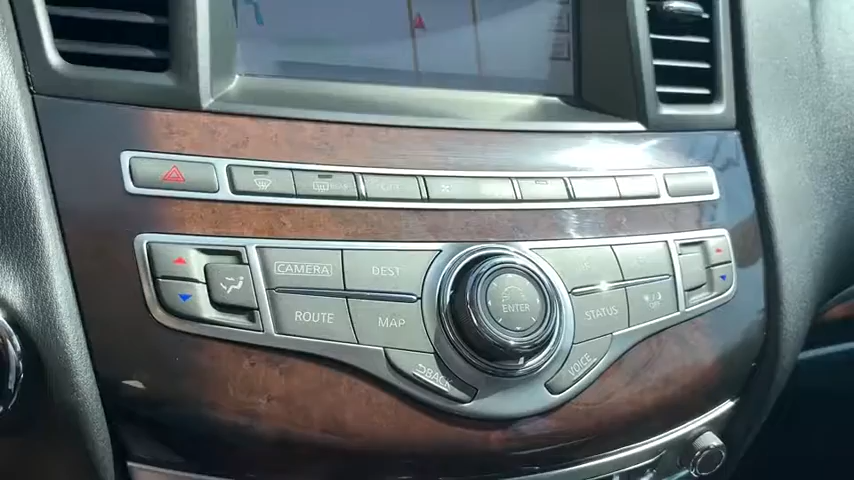 CAMERA
DEST
ROUTE
MAP
ENTER
STATUS
BACK
VOICE